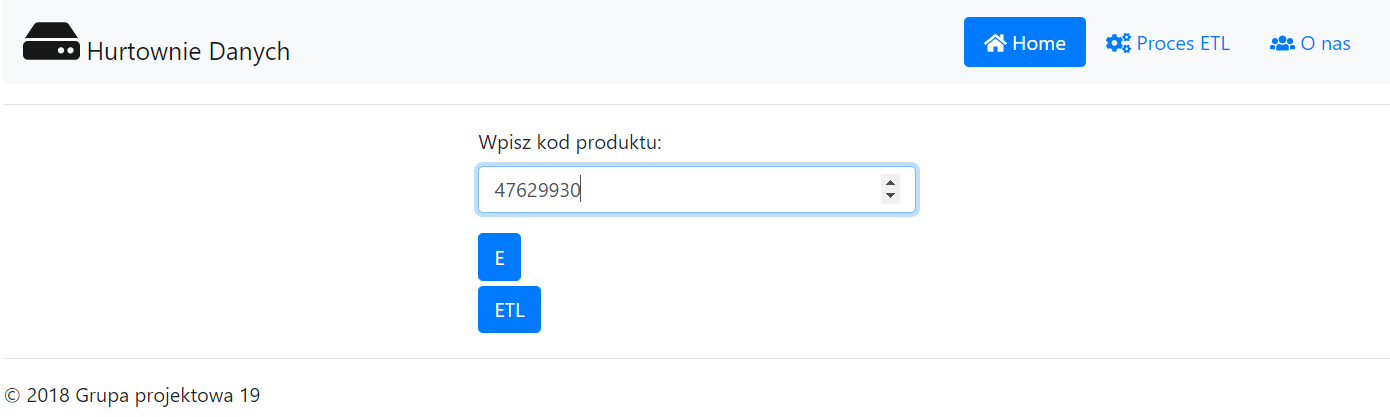 Hurtownie Danych
Home Proces ETL O nas
Wpisz kod produktu:
47629930
E
ETL
© 2018 Grupa projektowa 19